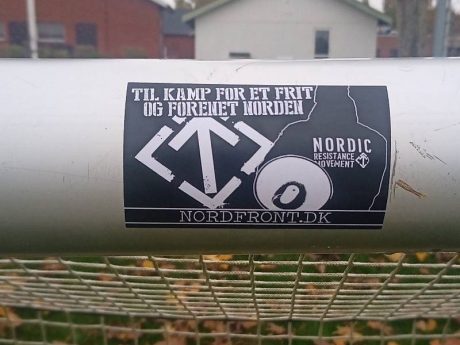 TIL KAMP FOR ET FRIT
OG FORENET NORDEN
NORDIC
RESISTANCE
MOVEMENT
NORDFRONT.DK